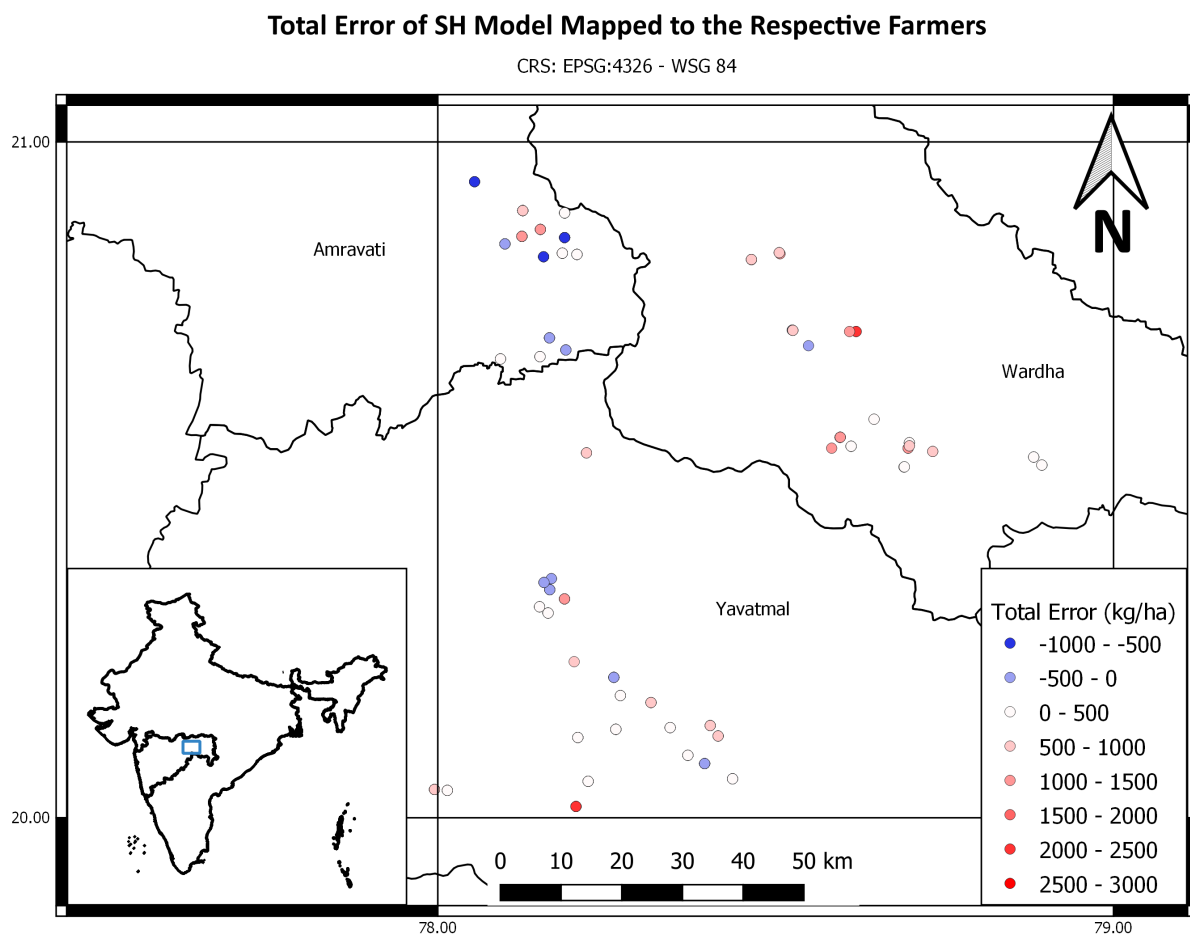 Total Error of SH Model Mapped to the Respective Farmers
CRS: EPSG:4326 - WSG 84
21.00
N
Amravati
Wardha
Yavatmal
Total Error (kg/ha)
-1000 - -500
-500 - 0
0 - 500
500 - 1000
1000 - 1500
1500 - 2000
2000 - 2500
2500 - 3000
20.00
0 10 20 30 40 50 km
78.00 79.00